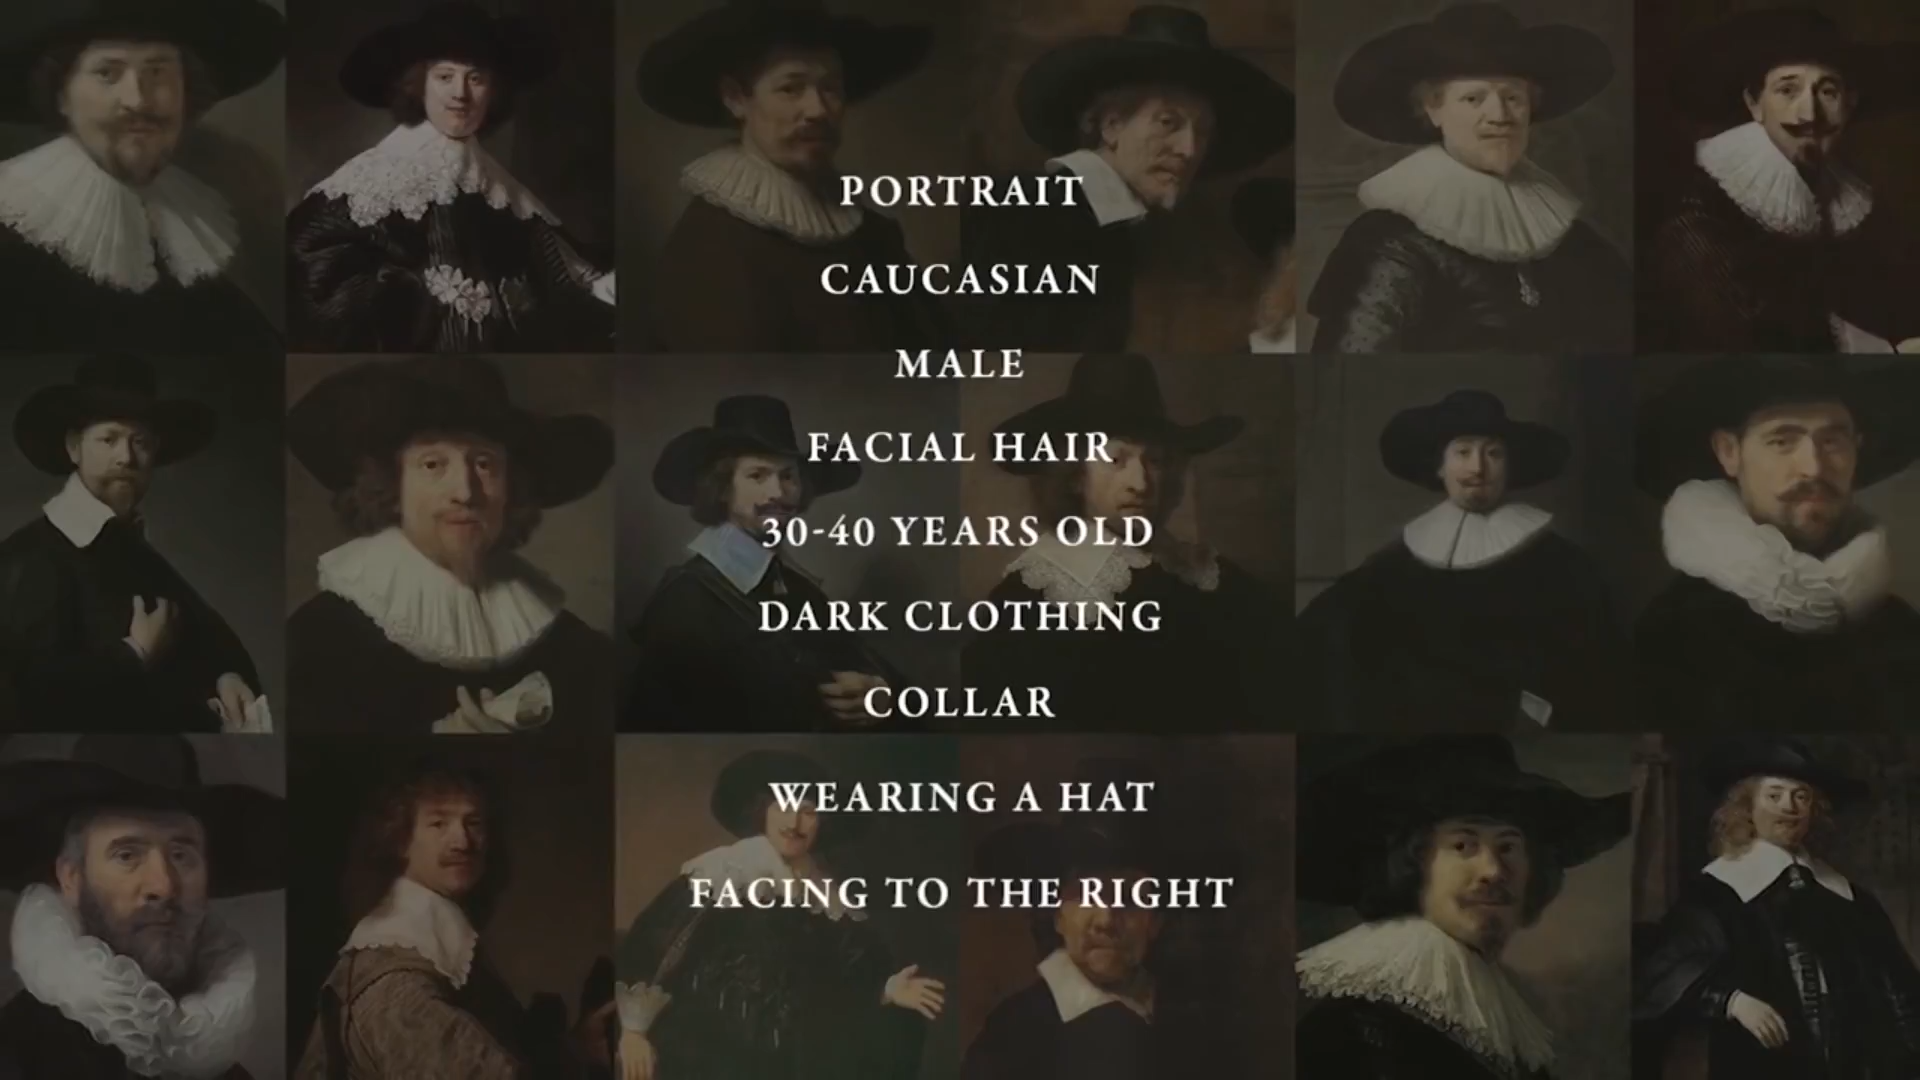 PORTRAIT
CAUCASIAN
MALE
FACIAL HAIR
30-40 YEARS OLD
DARK CLOTHING
COLLAR
WEARING A HAT
FACING TO THE RIGHT